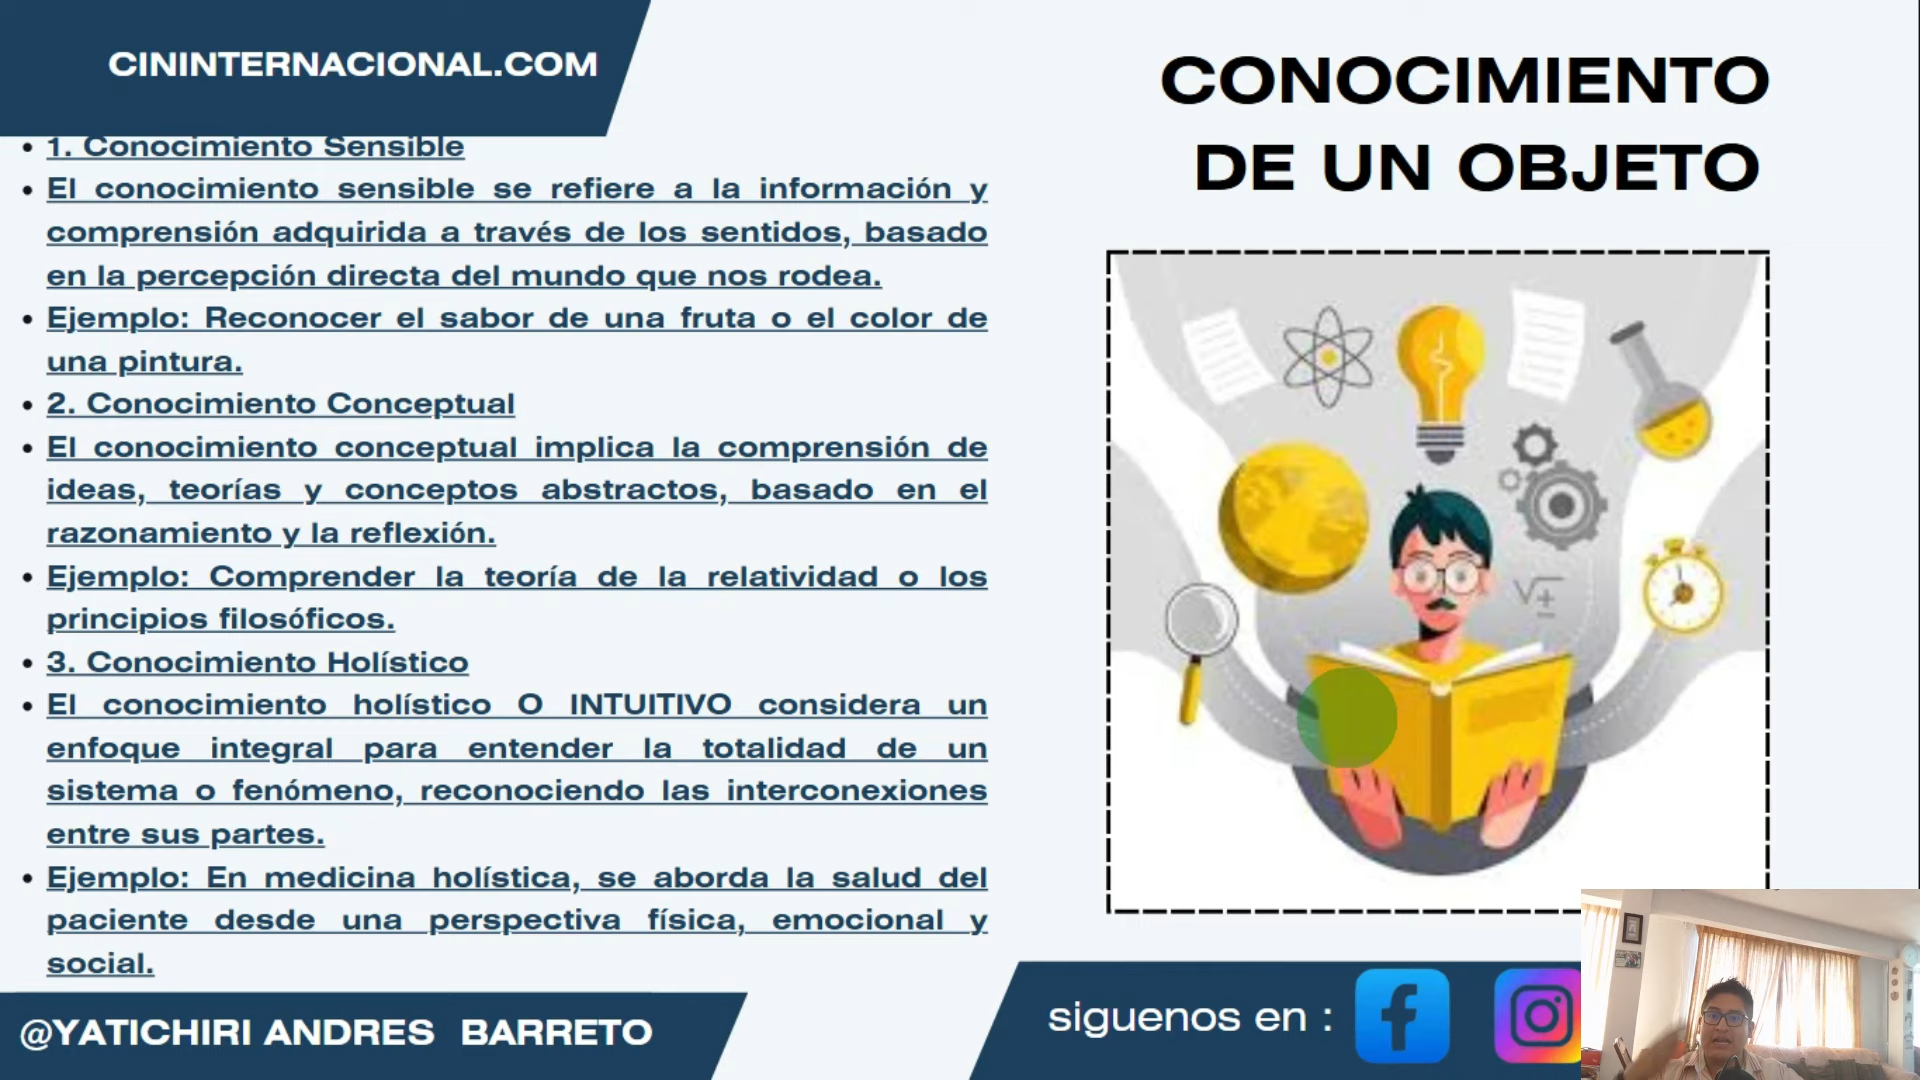 CININTERNACIONAL.COM
CONOCIMIENTO
DE UN OBJETO
• 1. Conocimiento Sensible
• El conocimiento sensible se refiere a la información y
comprensión adquirida a través de los sentidos, basado
en la percepción directa del mundo que nos rodea.
• Ejemplo: Reconocer el sabor de una fruta o el color de
una pintura.
• 2. Conocimiento Conceptual
• El conocimiento conceptual implica la comprensión de
ideas, teorías y conceptos abstractos, basado en el
razonamiento y la reflexión.
• Ejemplo: Comprender la teoría de la relatividad o los
principios filosóficos.
• 3. Conocimiento Holístico
• El conocimiento holístico O INTUITIVO considera un
enfoque integral para entender la totalidad de un
sistema o fenómeno, reconociendo las interconexiones
entre sus partes.
• Ejemplo: En medicina holística, se aborda la salud del
paciente desde una perspectiva física, emocional y
social.
@YATICHIRI ANDRES BARRETO
siguenos en :